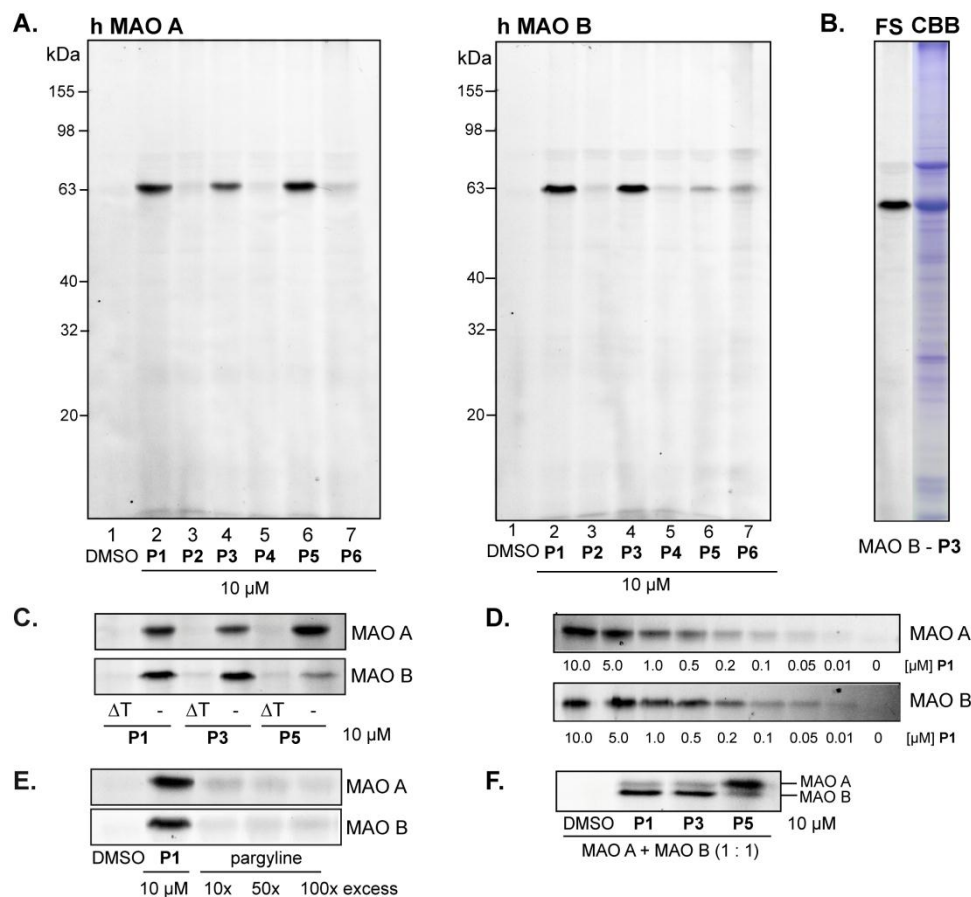 A.
h MAO A
kDa
155
98
63
40
32
20
1 2 3 4 5 6 7
DMSO P1 P2 P3 P4 P5 P6
10 µM
h MAO B
kDa
155
98
63
40
32
20
1 2 3 4 5 6 7
DMSO P1 P2 P3 P4 P5 P6
10 µM
B.
FS CBB
MAO B - P3
C.
MAO A
MAO B
ΔT - ΔT - ΔT -
P1 P3 P5 10 µM
D.
MAO A
10.0 5.0 1.0 0.5 0.2 0.1 0.05 0.01 0 [µM] P1
MAO B
10.0 5.0 1.0 0.5 0.2 0.1 0.05 0.01 0 [µM] P1
E.
MAO A
MAO B
DMSO P1 pargyline
10 µM 10x 50x 100x excess
F.
MAO A
MAO B
DMSO P1 P3 P5 10 µM
MAO A + MAO B (1 : 1)